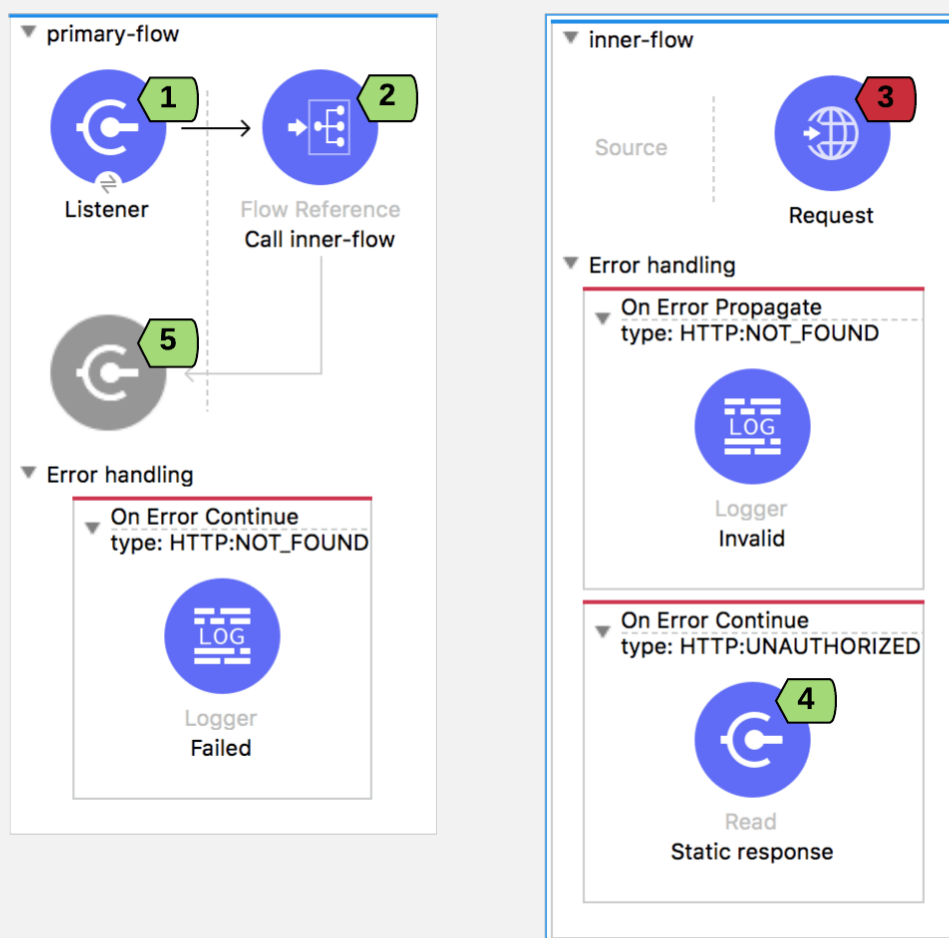 primary-flow
1
2
Listener
Flow Reference
Call inner-flow
5
Error handling
On Error Continue
type: HTTP:NOT_FOUND
LOG
Logger
Failed
inner-flow
Source
3
Request
Error handling
On Error Propagate
type: HTTP:NOT_FOUND
LOG
Logger
Invalid
On Error Continue
type: HTTP:UNAUTHORIZED
4
Read
Static response